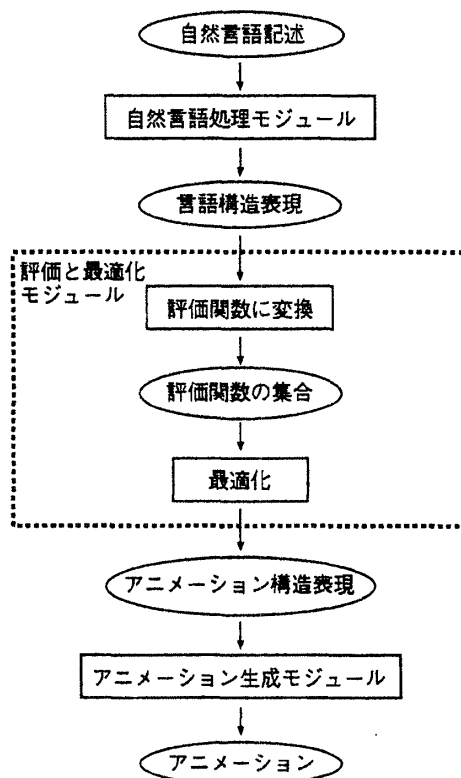 自然言語記述
自然言語処理モジュール
言語構造表現
評価と最適化
モジュール
評価関数に変換
評価関数の集合
最適化
アニメーション構造表現
アニメーション生成モジュール
アニメーション